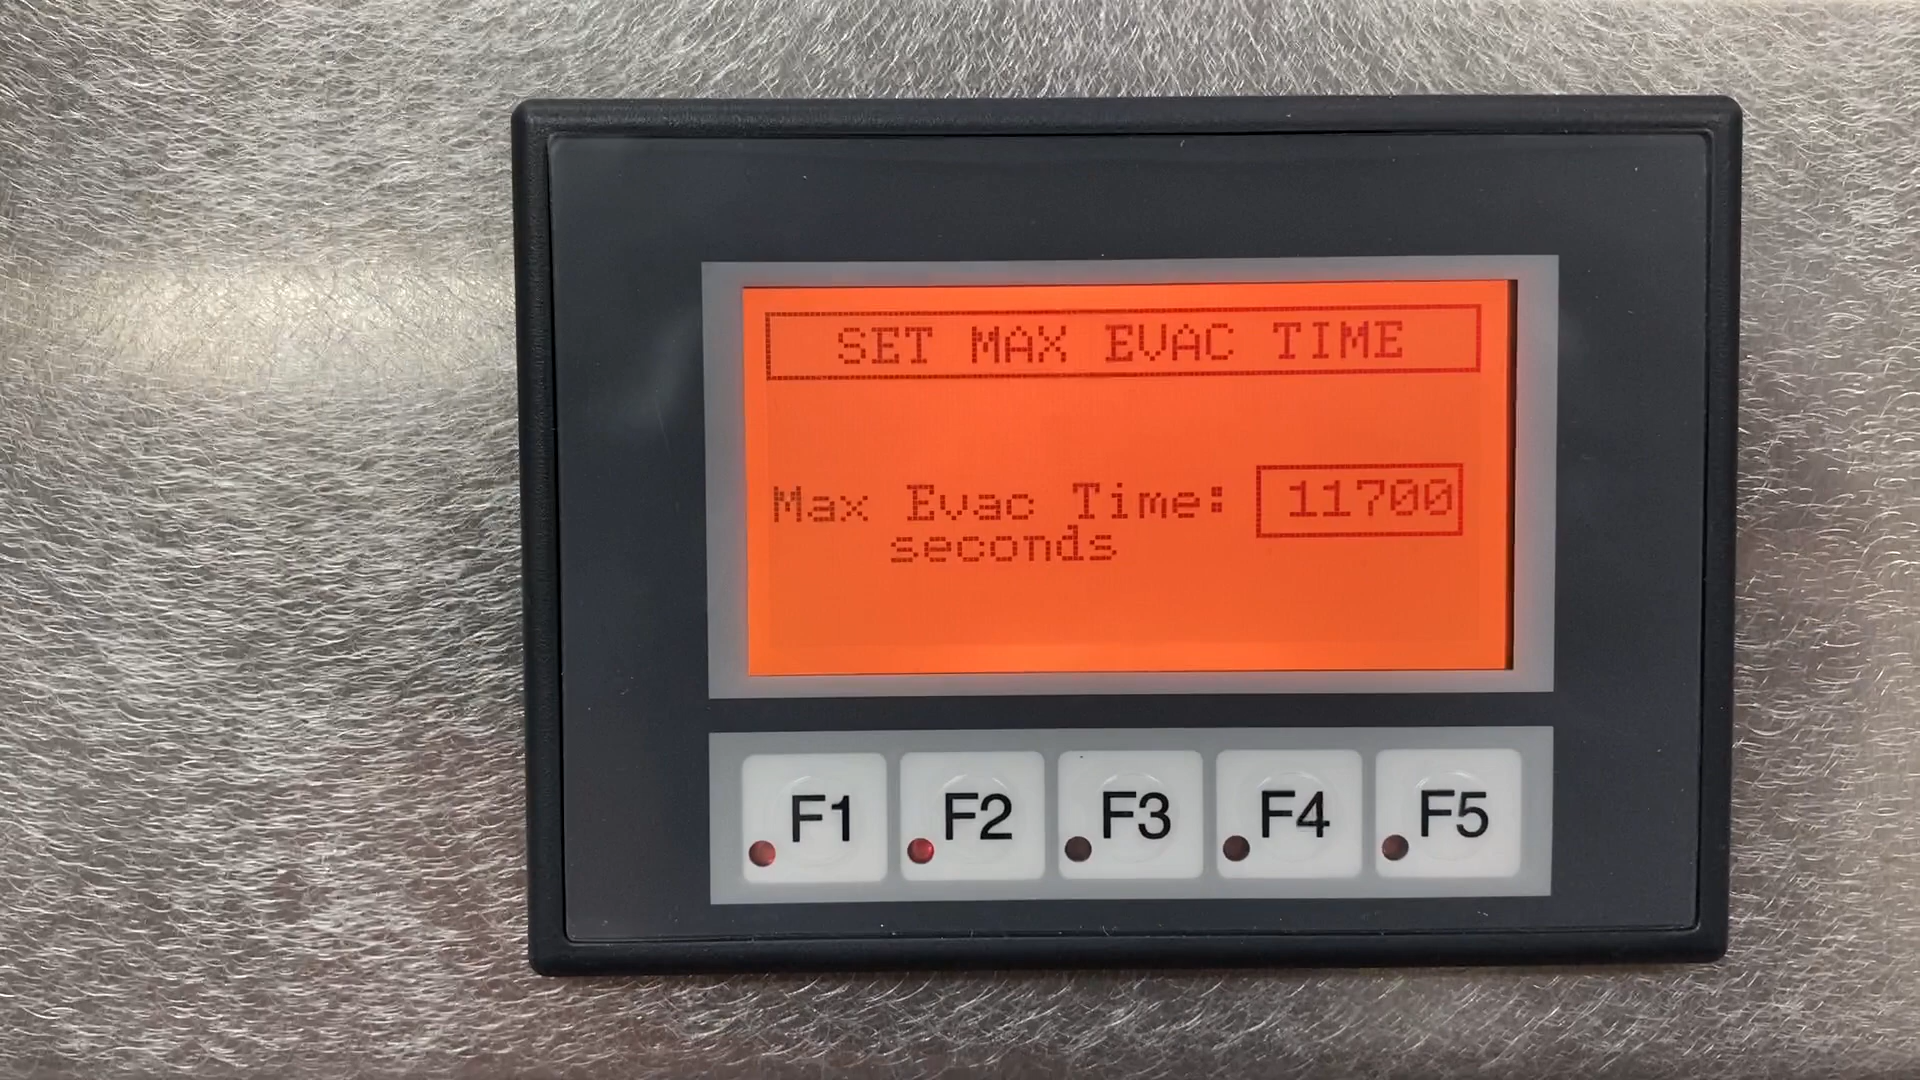 SET MAX EVAC TIME
Max Evac Time: 11700
seconds
F1 F2 F3 F4 F5